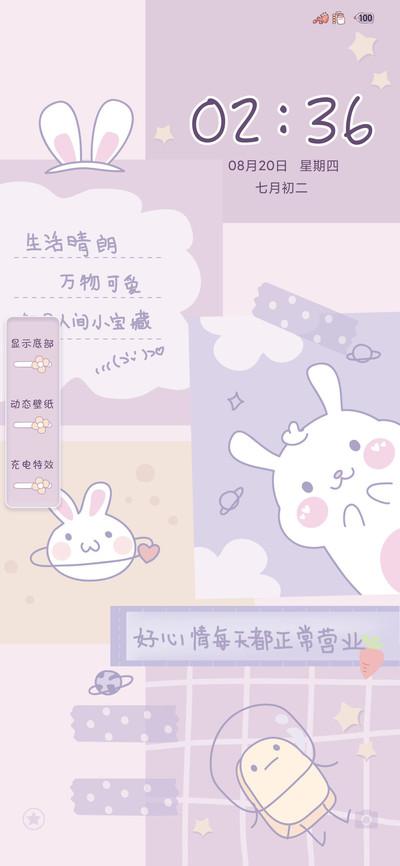 100
02:36
08月20日 星期四
七月初二
生活晴朗
万物可爱
人间小宝藏
显示底部
动态壁纸
充电特效
好心情每天都正常营业